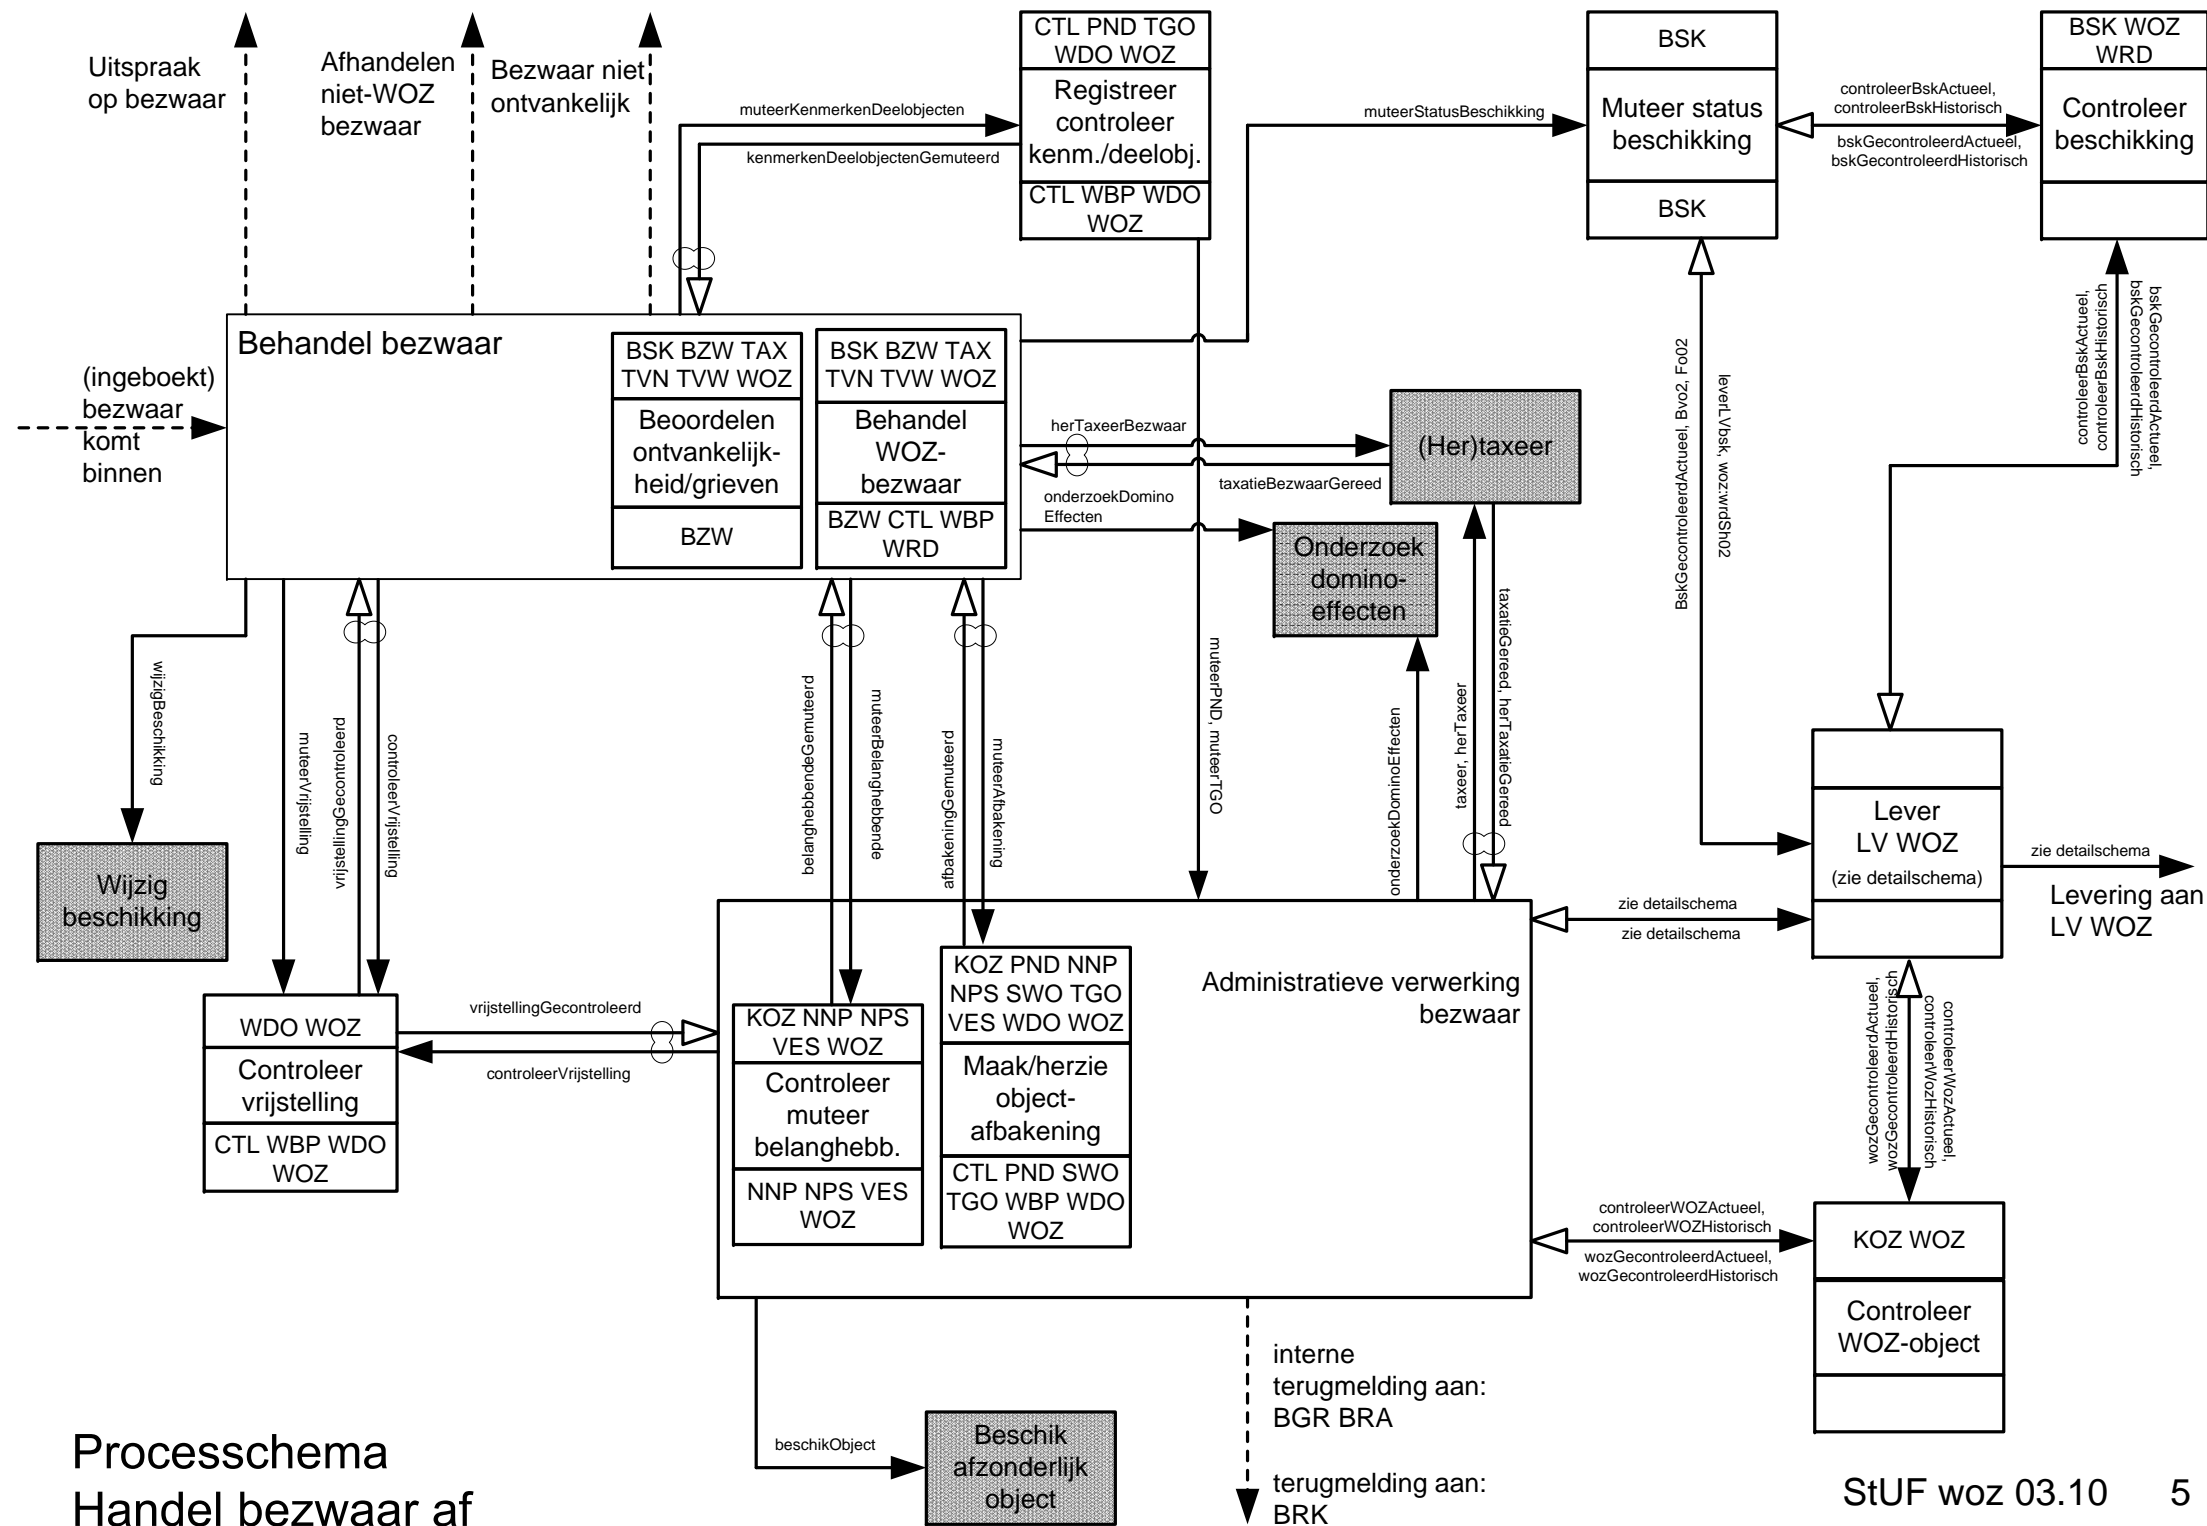 Uitspraak
op bezwaar
Afhandelen
niet-WOZ
bezwaar
Bezwaar niet
ontvankelijk
CTL PND TGO
WDO WOZ
Registreer
controleer
kenm./deelobj.
CTL WBP WDO
WOZ
muteerKenmerkenDeelobjecten
kenmerkenDeelobjectenGemuteerd
muteerStatusBeschikking
BSK
Muteer status
beschikking
BSK
controleerBskActueel,
controleerBskHistorisch
bskGecontroleerdActueel,
bskGecontroleerdHistorisch
BSK WOZ
WRD
Controleer
beschikking
(ingeboekt)
bezwaar
komt
binnen
Behandel bezwaar
BSK BZW TAX
TVN TVW WOZ
Beoordelen
ontvankelijk-
heid/grieven
BZW
BSK BZW TAX
TVN TVW WOZ
Behandel
WOZ-
bezwaar
BZW CTL WBP
WRD
herTaxeerBezwaar
taxatieBezwaarGereed
(Her)taxeer
onderzoekDomino
Effecten
Onderzoek
domino-
effecten
BskGecontroleerdActueel, Bvo2, Fo02
leverLVbsk, woz:wrdSh02
controleerBskActueel,
controleerBskHistorisch
bskGecontroleerdActueel,
bskGecontroleerdHistorisch
wijzigBeschikking
muteerVrijstelling
vrijstellingGecontroleerd
controleerVrijstelling
belanghebbendeGemuteerd
muteerBelanghebbende
afbakeningGemuteerd
muteerAfbakening
muteerPND, muteerTGO
onderzoekDominoEffecten
taxeer, herTaxeer
taxatieGereed, herTaxatieGereed
Wijzig
beschikking
Lever
LV WOZ
(zie detailschema)
zie detailschema
Levering aan
LV WOZ
zie detailschema
zie detailschema
WDO WOZ
Controleer
vrijstelling
CTL WBP WDO
WOZ
vrijstellingGecontroleerd
controleerVrijstelling
KOZ NNP NPS
VES WOZ
Controleer
muteer
belanghebb.
NNP NPS VES
WOZ
KOZ PND NNP
NPS SWO TGO
VES WDO WOZ
Maak/herzie
object-
afbakening
CTL PND SWO
TGO WBP WDO
WOZ
Administratieve verwerking
bezwaar
wozGecontroleerdActueel,
wozGecontroleerdHistorisch
controleerWozActueel,
controleerWozHistorisch
controleerWOZActueel,
controleerWOZHistorisch
wozGecontroleerdActueel,
wozGecontroleerdHistorisch
KOZ WOZ
Controleer
WOZ-object
beschikObject
Beschik
afzonderlijk
object
interne
terugmelding aan:
BGR BRA
terugmelding aan:
BRK
Processchema
Handel bezwaar af
StUF woz 03.10 5